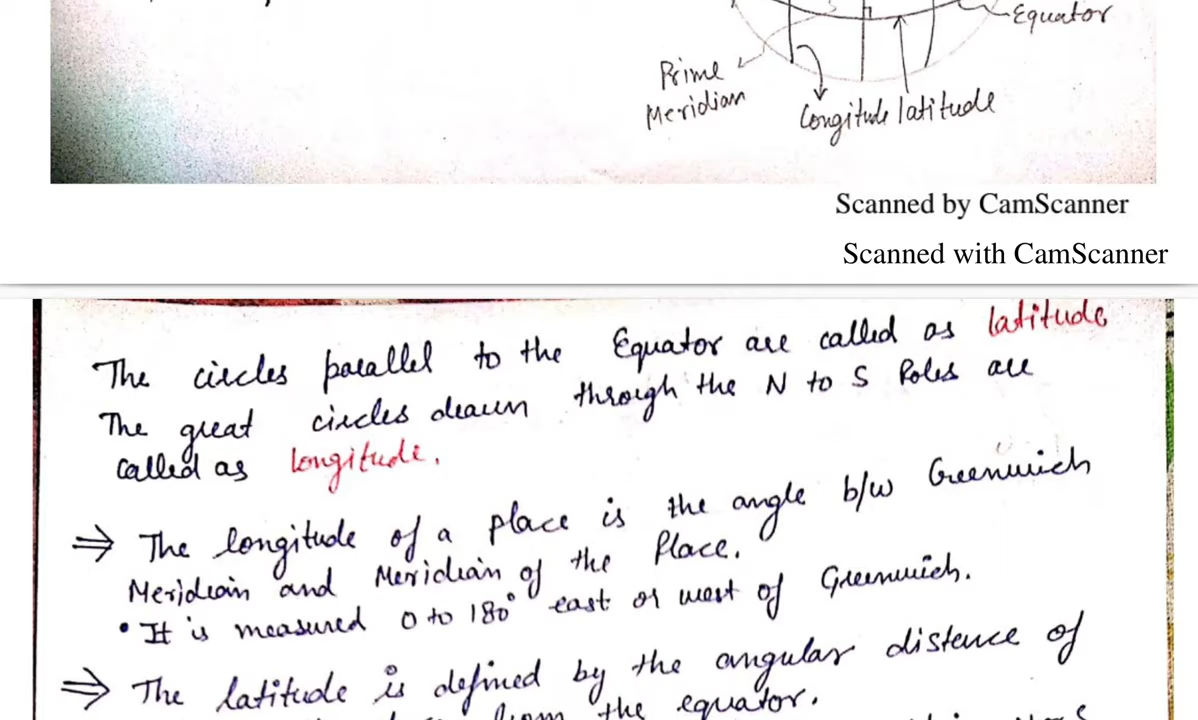 Equator
Prime
Meridian
Longitude latitude
Scanned by CamScanner
Scanned with CamScanner
The circles parallel to the Equator are called as latitude
The great circles drawn through the N to S Poles are
called as longitude.
⇒ The longitude of a place is the angle b/w Greenwich
Meridian and Meridian of the Place.
• It is measured 0 to 180° east or west of Greenwich.
⇒ The latitude is defined by the angular distence of
from the equator.